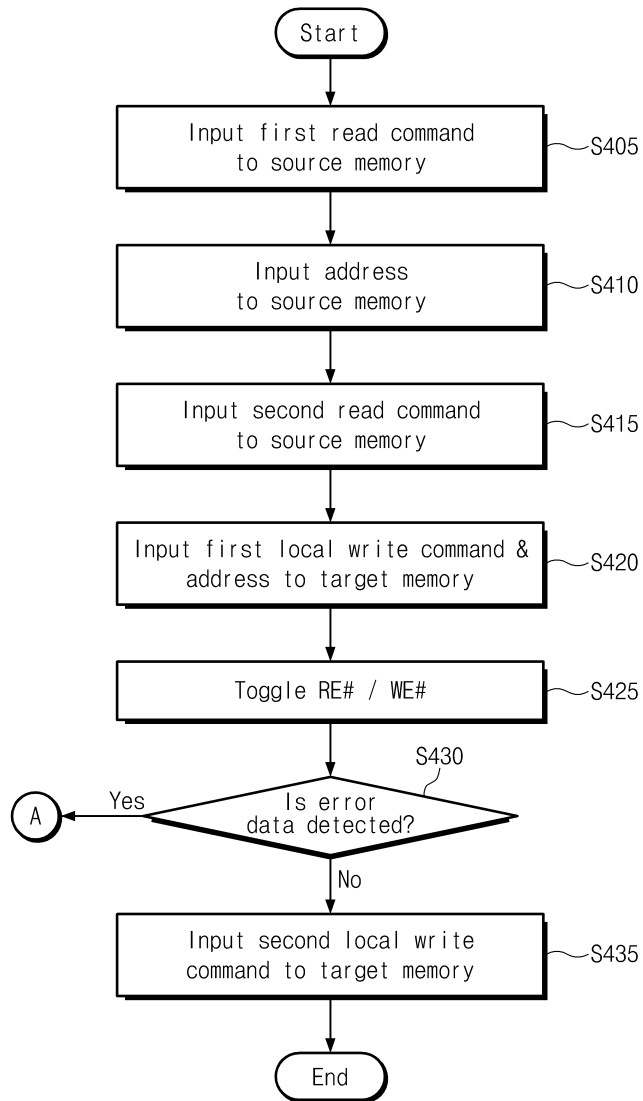 Start
Input first read command
to source memory
S405
Input address
to source memory
S410
Input second read command
to source memory
S415
Input first local write command &
address to target memory
S420
Toggle RE# / WE#
S425
S430
Is error
data detected?
Yes
A
No
Input second local write
command to target memory
S435
End